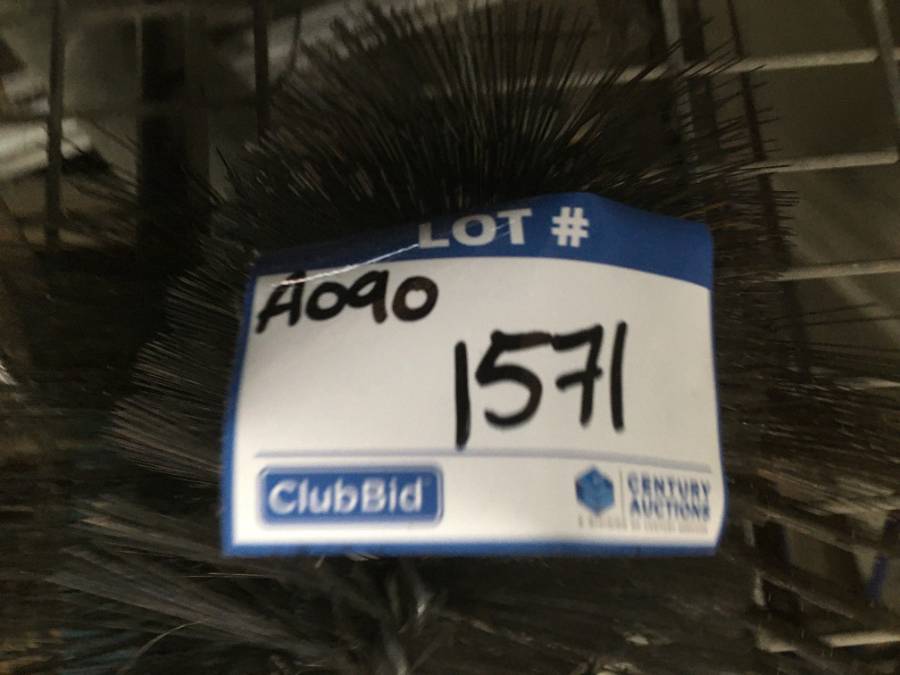 LOT #
A090
1571
ClubBid
CENTURY
AUCTIONS